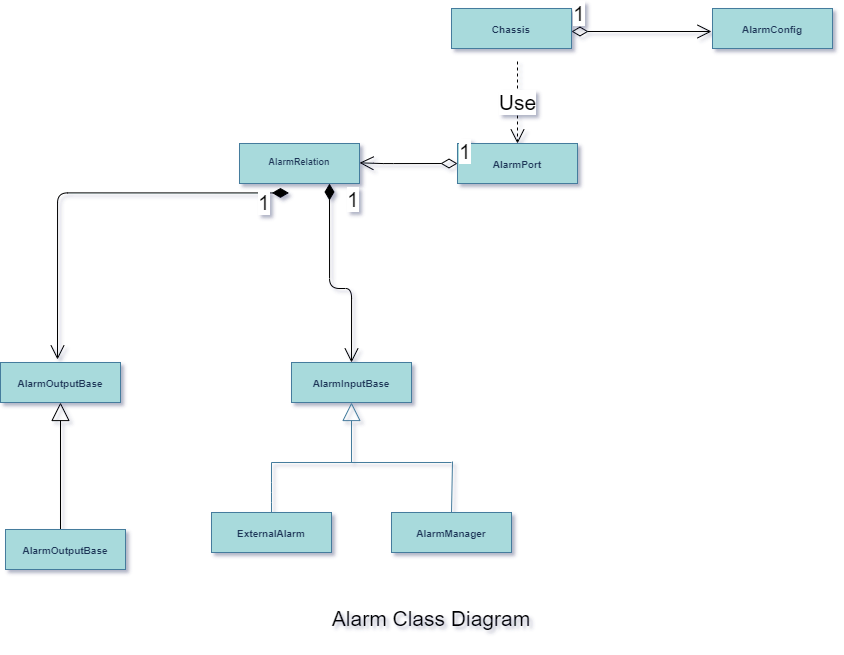 1
Chassis
AlarmConfig
Use
AlarmRelation
1
AlarmPort
1
1
AlarmOutputBase
AlarmInputBase
AlarmOutputBase
ExternalAlarm
AlarmManager
Alarm Class Diagram